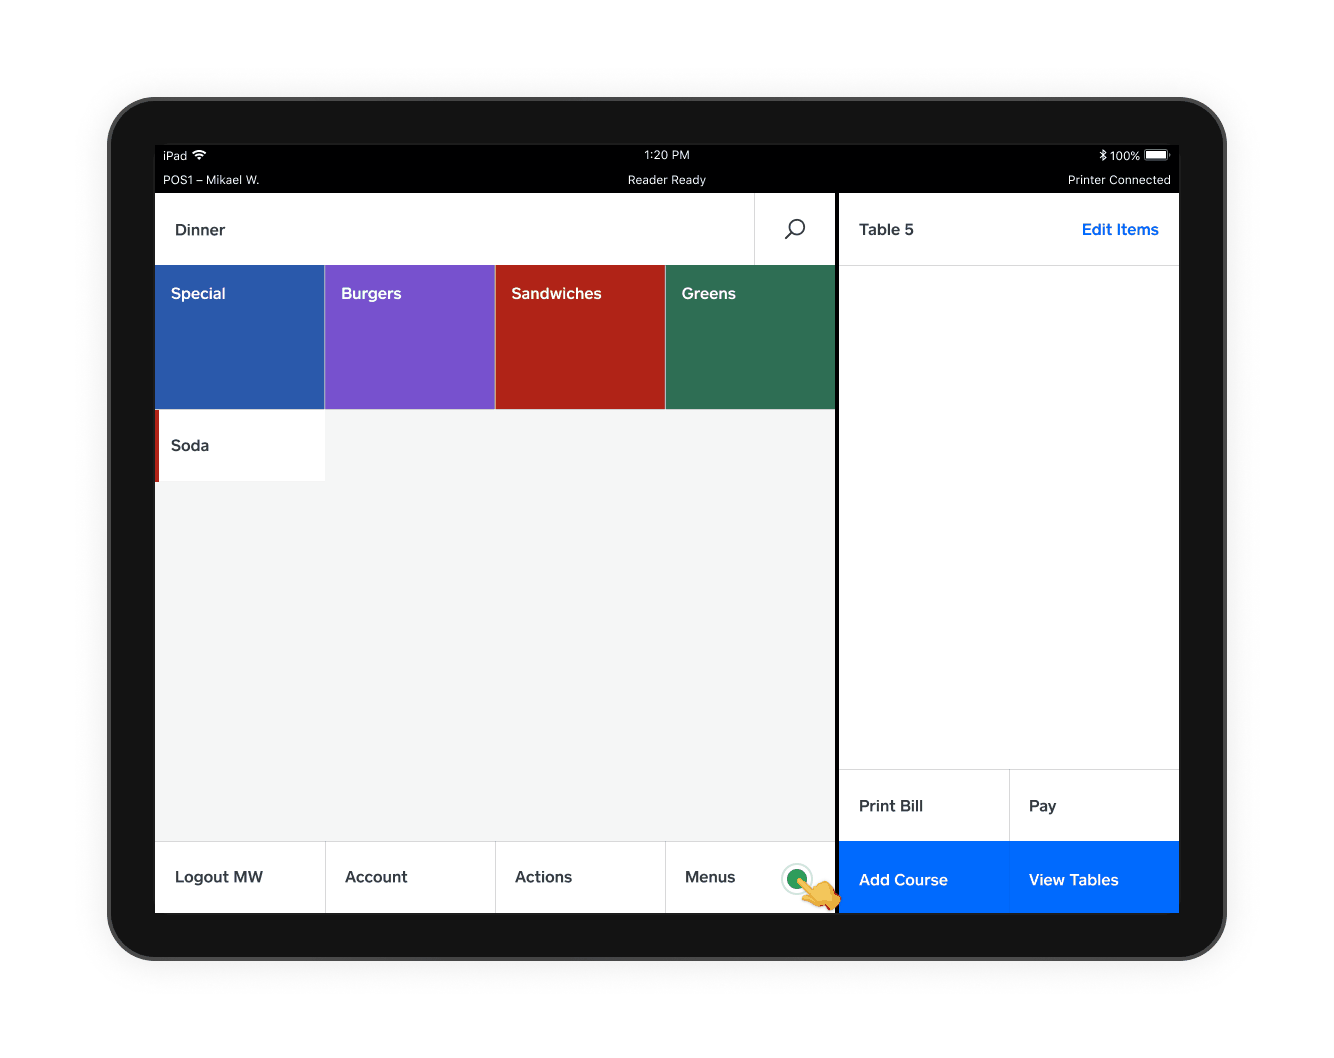 iPad 1:20 PM 100%
POS1 – Mikael W. Reader Ready Printer Connected
Dinner
Table 5 Edit Items
Special Burgers Sandwiches Greens
Soda
Print Bill Pay
Logout MW Account Actions Menus
Add Course View Tables